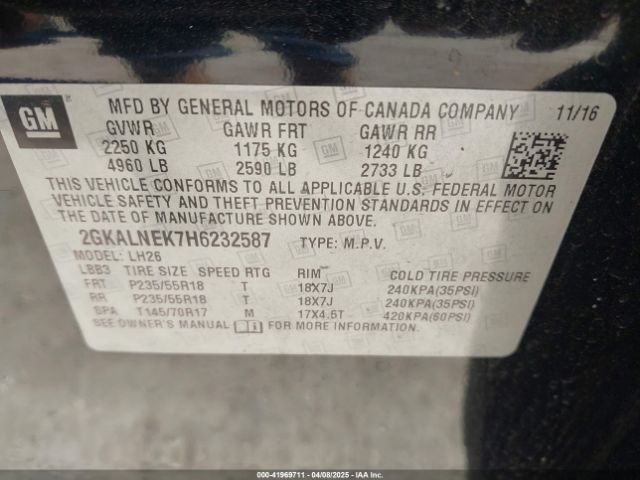 GM
MFD BY GENERAL MOTORS OF CANADA COMPANY 11/16
GVWR GAWR FRT GAWR RR
2250 KG 1175 KG 1240 KG
4960 LB 2590 LB 2733 LB
THIS VEHICLE CONFORMS TO ALL APPLICABLE U.S. FEDERAL MOTOR
VEHICLE SAFETY AND THEFT PREVENTION STANDARDS IN EFFECT ON
THE DATE OF MANUFACTURE SHOWN ABOVE.
2GKALNEK7H6232587 TYPE: M.P.V.
MODEL: LH26
LBB3 TIRE SIZE SPEED RTG RIM COLD TIRE PRESSURE
FRT P235/55R18 T 18X7J 240KPA(35PSI)
RR P235/55R18 T 18X7J 240KPA(35PSI)
SPA T145/70R17 M 17X4.5T 420KPA(60PSI)
SEE OWNER'S MANUAL FOR MORE INFORMATION
000-41969711 - 04/08/2025 - IAAI.COM